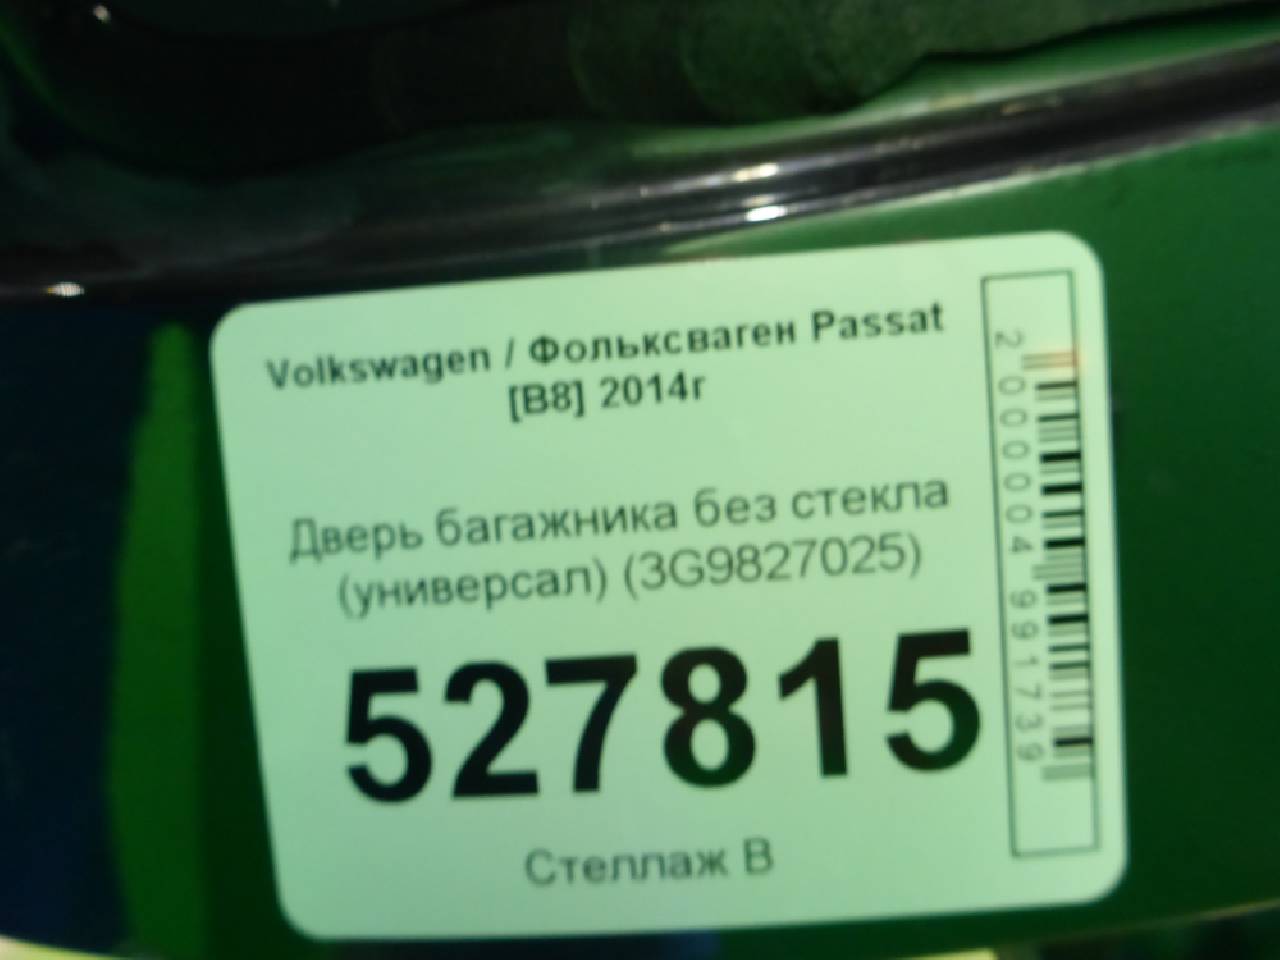 Volkswagen / Фольксваген Passat
[B8] 2014г
Дверь багажника без стекла
(универсал) (3G9827025)
527815
Стеллаж В
2000004991739